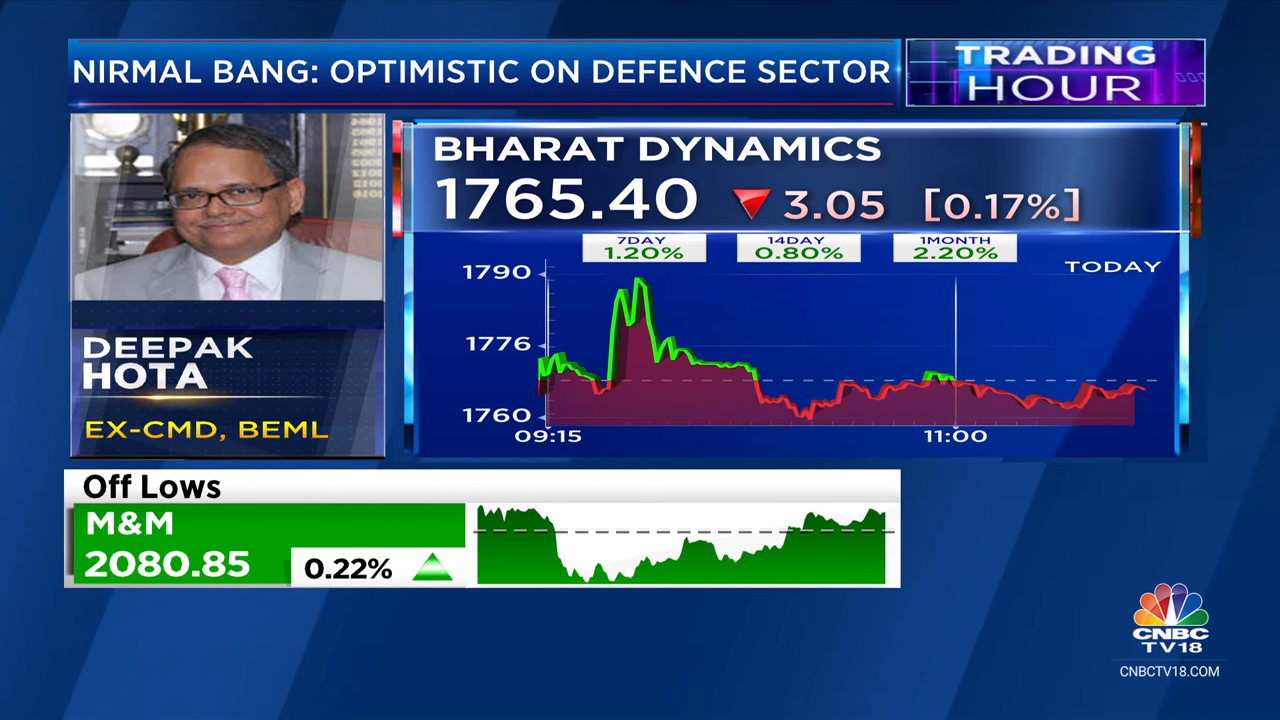 NIRMAL BANG: OPTIMISTIC ON DEFENCE SECTOR
TRADING
HOUR
BHARAT DYNAMICS
1765.40 ▼ 3.05 [0.17%]
7DAY
1.20%
14DAY
0.80%
1MONTH
2.20%
TODAY
1790
1776
1760
09:15
11:00
DEEPAK
HOTA
EX-CMD, BEML
Off Lows
M&M
2080.85
0.22%
CNBC
TV18
CNBCTV18.COM